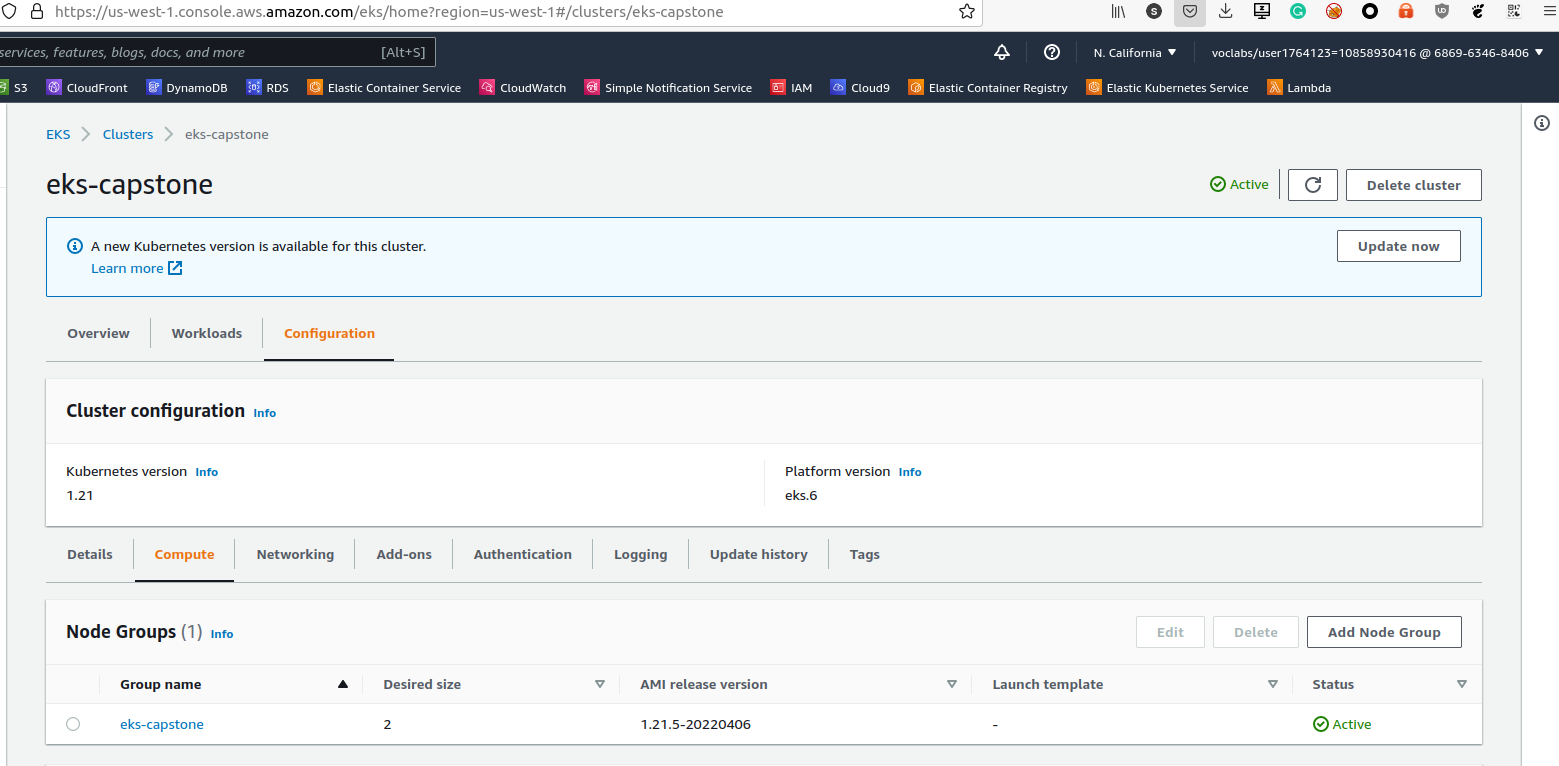 https://us-west-1.console.aws.amazon.com/eks/home?region=us-west-1#/clusters/eks-capstone
services, features, blogs, docs, and more [Alt+S] N. California voclabs/user1764123=10858930416 @ 6869-6346-8406
S3 CloudFront DynamoDB RDS Elastic Container Service CloudWatch Simple Notification Service IAM Cloud9 Elastic Container Registry Elastic Kubernetes Service Lambda
EKS Clusters eks-capstone
eks-capstone Active Delete cluster
A new Kubernetes version is available for this cluster. Update now
Learn more
Overview Workloads Configuration
Cluster configuration Info
Kubernetes version Info Platform version Info
1.21 eks.6
Details Compute Networking Add-ons Authentication Logging Update history Tags
Node Groups (1) Info Edit Delete Add Node Group
Group name Desired size AMI release version Launch template Status
eks-capstone 2 1.21.5-20220406 - Active